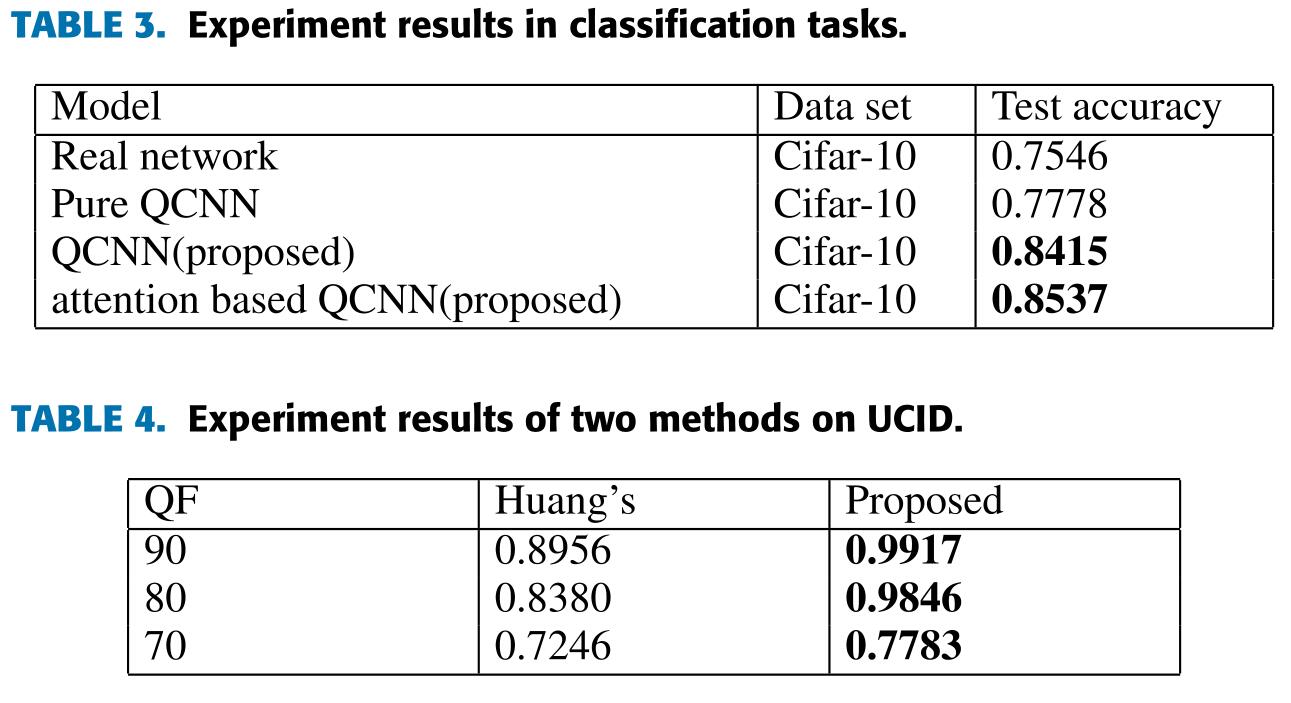 TABLE 3. Experiment results in classification tasks.
Model Data set Test accuracy
Real network Cifar-10 0.7546
Pure QCNN Cifar-10 0.7778
QCNN(proposed) Cifar-10 0.8415
attention based QCNN(proposed) Cifar-10 0.8537
TABLE 4. Experiment results of two methods on UCID.
QF Huang’s Proposed
90 0.8956 0.9917
80 0.8380 0.9846
70 0.7246 0.7783